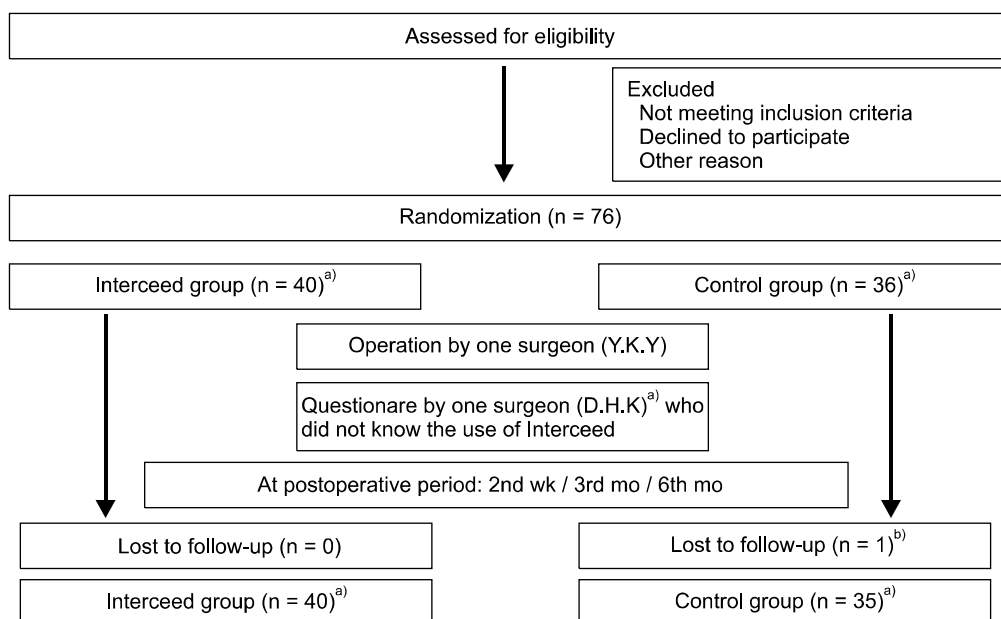 Assessed for eligibility
Excluded
Not meeting inclusion criteria
Declined to participate
Other reason
Randomization (n = 76)
Interceed group (n = 40)a)
Control group (n = 36)a)
Operation by one surgeon (Y.K.Y)
Questionare by one surgeon (D.H.K)a) who
did not know the use of Interceed
At postoperative period: 2nd wk / 3rd mo / 6th mo
Lost to follow-up (n = 0)
Lost to follow-up (n = 1)b)
Interceed group (n = 40)a)
Control group (n = 35)a)